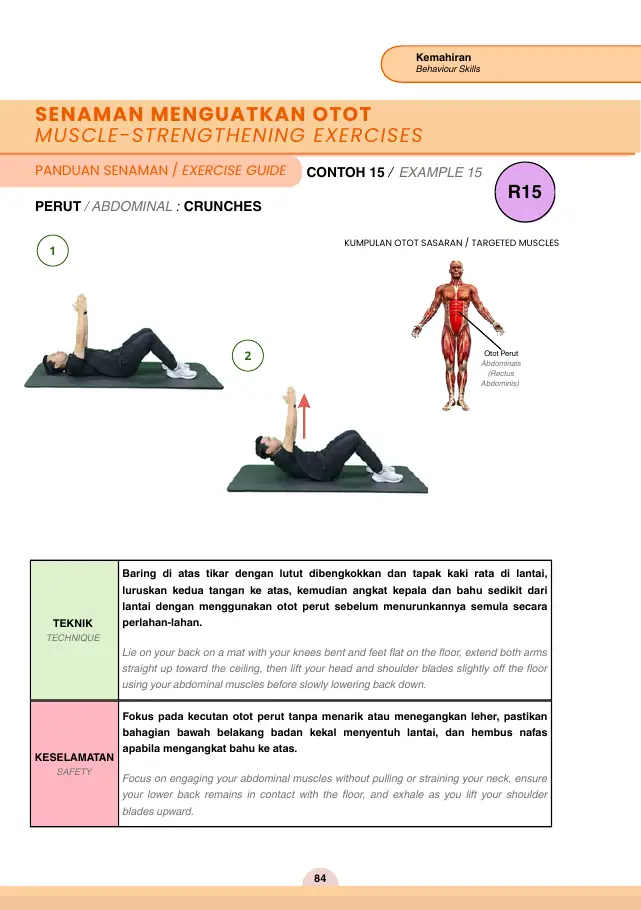 Kemahiran
Behaviour Skills
SENAMAN MENGUATKAN OTOT
MUSCLE-STRENGTHENING EXERCISES
PANDUAN SENAMAN / EXERCISE GUIDE
CONTOH 15 / EXAMPLE 15
R15
PERUT / ABDOMINAL : CRUNCHES
1
KUMPULAN OTOT SASARAN / TARGETED MUSCLES
2
Otot Perut
Abdominals
(Rectus
Abdominis)
TEKNIK
TECHNIQUE
Baring di atas tikar dengan lutut dibengkokkan dan tapak kaki rata di lantai,
luruskan kedua tangan ke atas, kemudian angkat kepala dan bahu sedikit dari
lantai dengan menggunakan otot perut sebelum menurunkannya semula secara
perlahan-lahan.
Lie on your back on a mat with your knees bent and feet flat on the floor, extend both arms
straight up toward the ceiling, then lift your head and shoulder blades slightly off the floor
using your abdominal muscles before slowly lowering back down.
KESELAMATAN
SAFETY
Fokus pada kecutan otot perut tanpa menarik atau menegangkan leher, pastikan
bahagian bawah belakang badan kekal menyentuh lantai, dan hembus nafas
apabila mengangkat bahu ke atas.
Focus on engaging your abdominal muscles without pulling or straining your neck, ensure
your lower back remains in contact with the floor, and exhale as you lift your shoulder
blades upward.
84